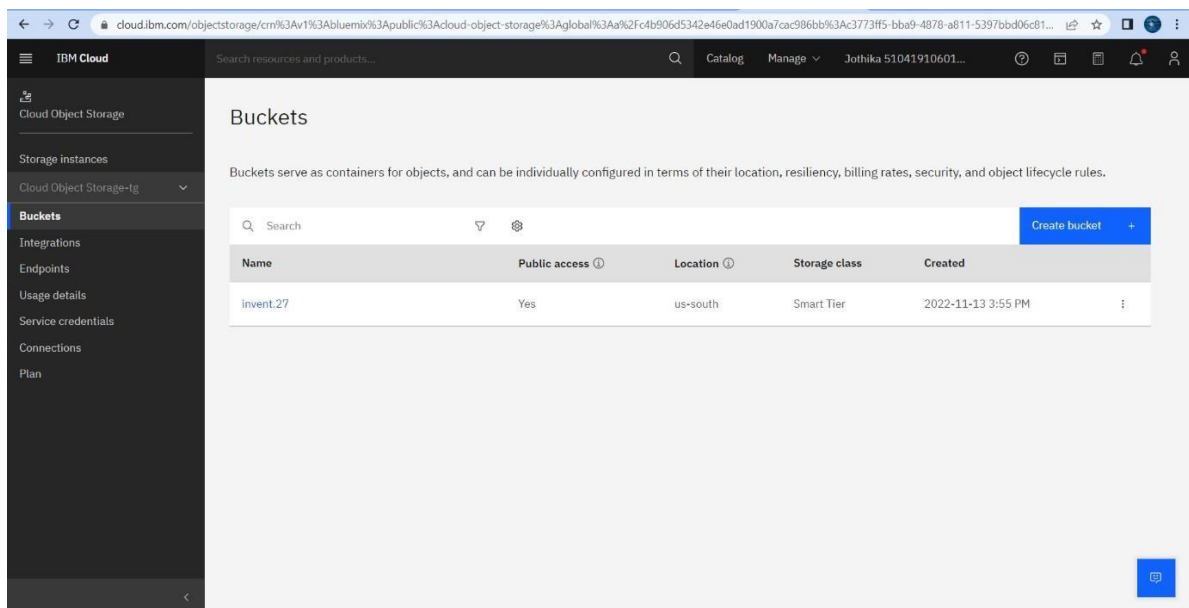 cloud.ibm.com/objectstorage/crn%3Av1%3Abluemix%3Apublic%3Acloud-object-storage%3Aglobal%3Aa%2Fc4b906d5342e46e0ad1900a7cac986bb%3Ac3773ff5-bba9-4878-a811-5397bbd06c81...
IBM Cloud
Search resources and products...
Catalog
Manage
Jothika 51041910601...
Cloud Object Storage
Storage instances
Cloud Object Storage-tg
Buckets
Integrations
Endpoints
Usage details
Service credentials
Connections
Plan
Buckets
Buckets serve as containers for objects, and can be individually configured in terms of their location, resiliency, billing rates, security, and object lifecycle rules.
Search
Create bucket +
Name Public access Location Storage class Created
invent.27 Yes us-south Smart Tier 2022-11-13 3:55 PM